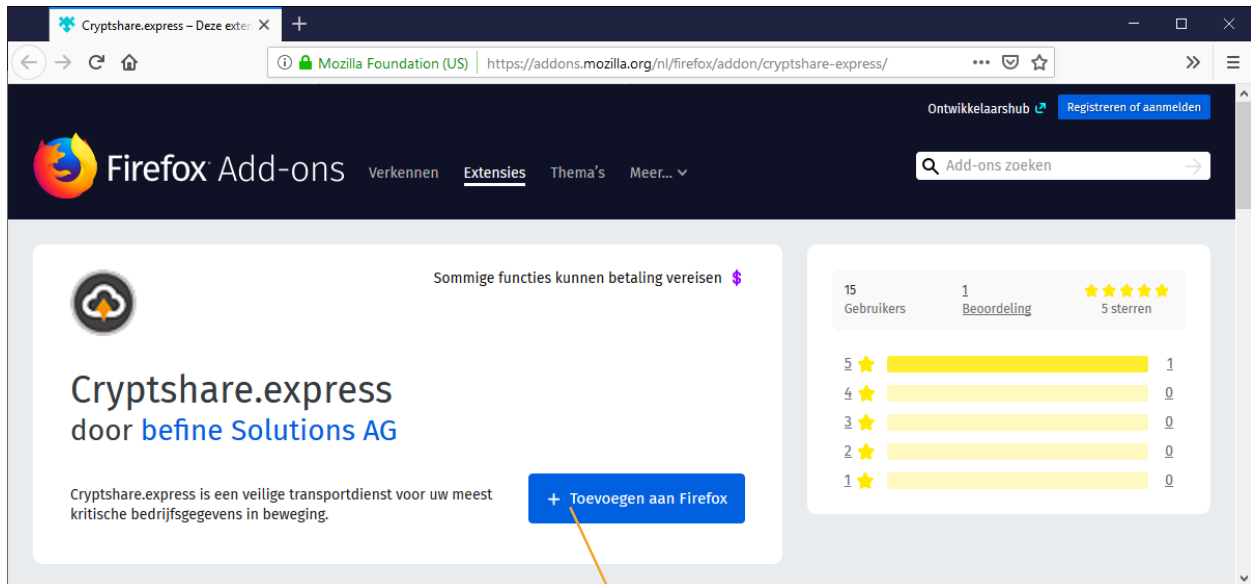 Cryptshare.express – Deze exten
Mozilla Foundation (US) https://addons.mozilla.org/nl/firefox/addon/cryptshare-express/
Ontwikkelaarshub Registreren of aanmelden
Firefox Add-ons Verkennen Extensies Thema's Meer... Add-ons zoeken
Sommige functies kunnen betaling vereisen $
15 1
Gebruikers Beoordeling 5 sterren
5 1
4 0
3 0
2 0
1 0
Cryptshare.express
door befine Solutions AG
Cryptshare.express is een veilige transportdienst voor uw meest
kritische bedrijfsgegevens in beweging.
+ Toevoegen aan Firefox